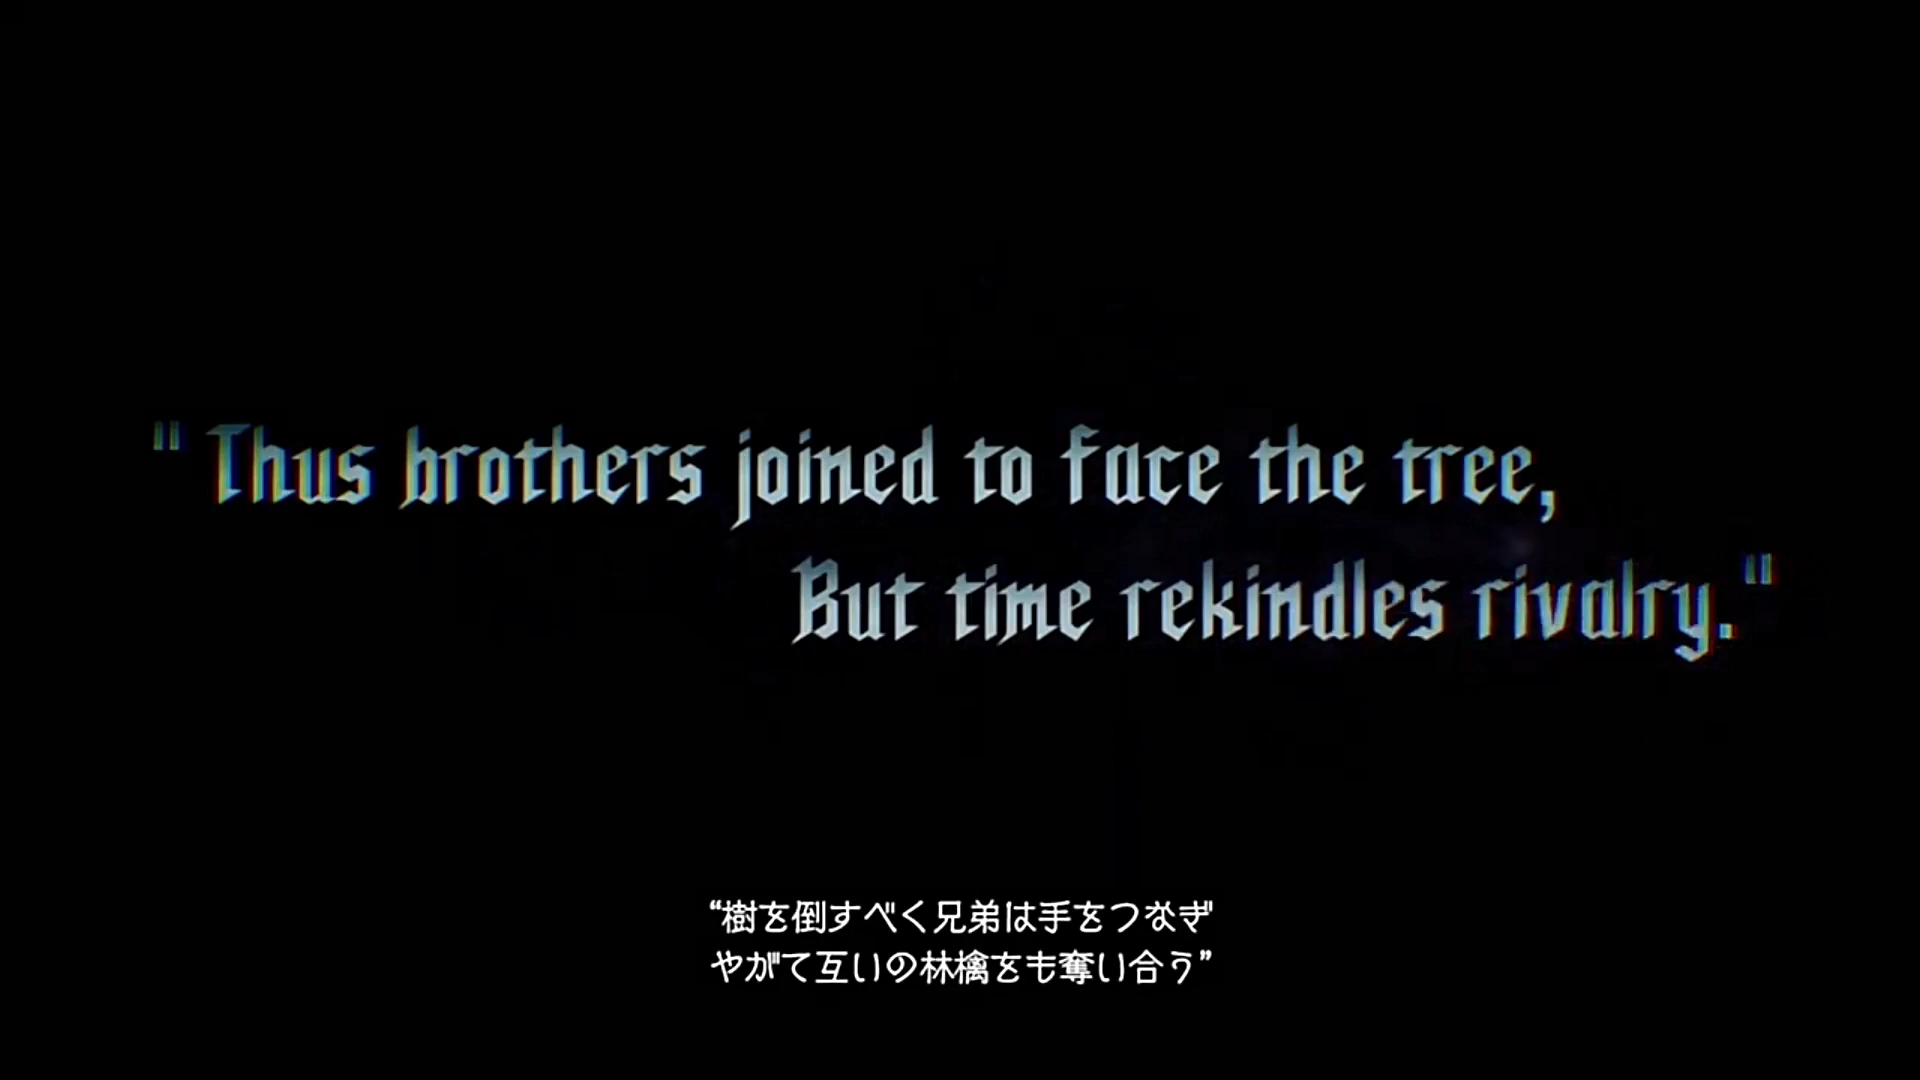 "Thus brothers joined to face the tree,
But time rekindles rivalry."
“樹を倒すべく兄弟は手をつなぎ
やがて互いの林檎をも奪い合う”